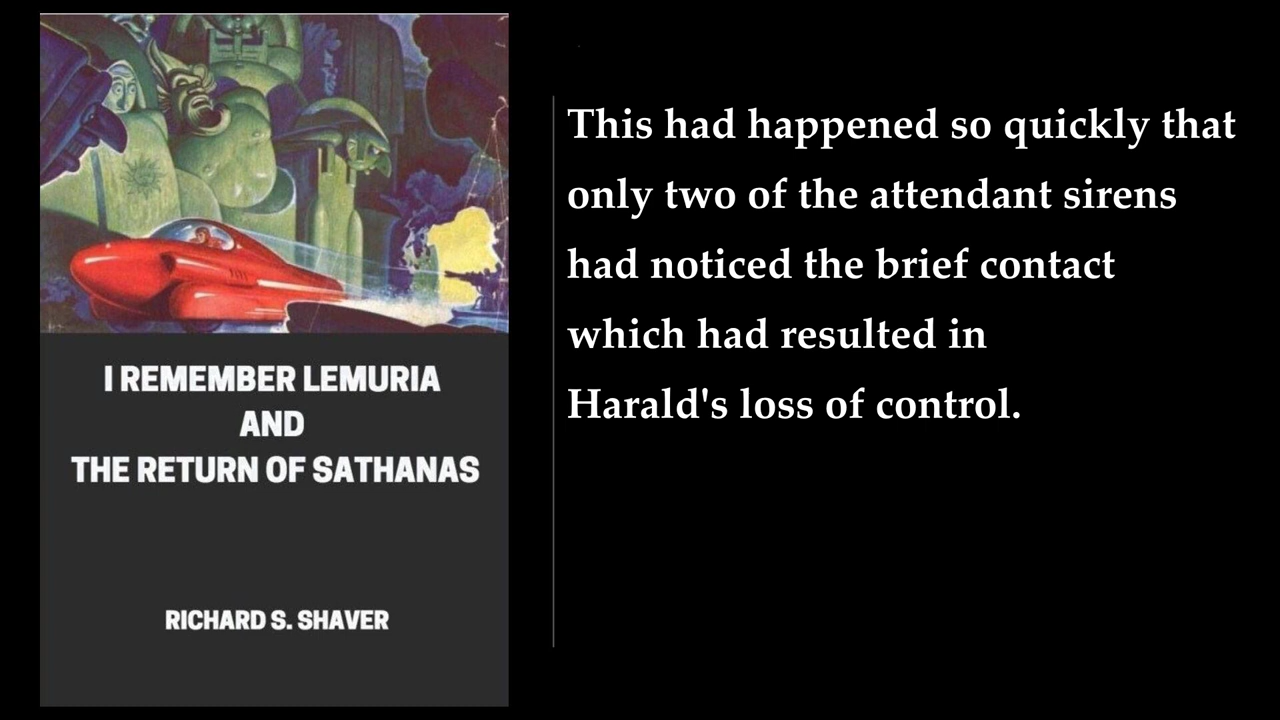 I REMEMBER LEMURIA
AND
THE RETURN OF SATHANAS
RICHARD S. SHAVER
This had happened so quickly that
only two of the attendant sirens
had noticed the brief contact
which had resulted in
Harald's loss of control.